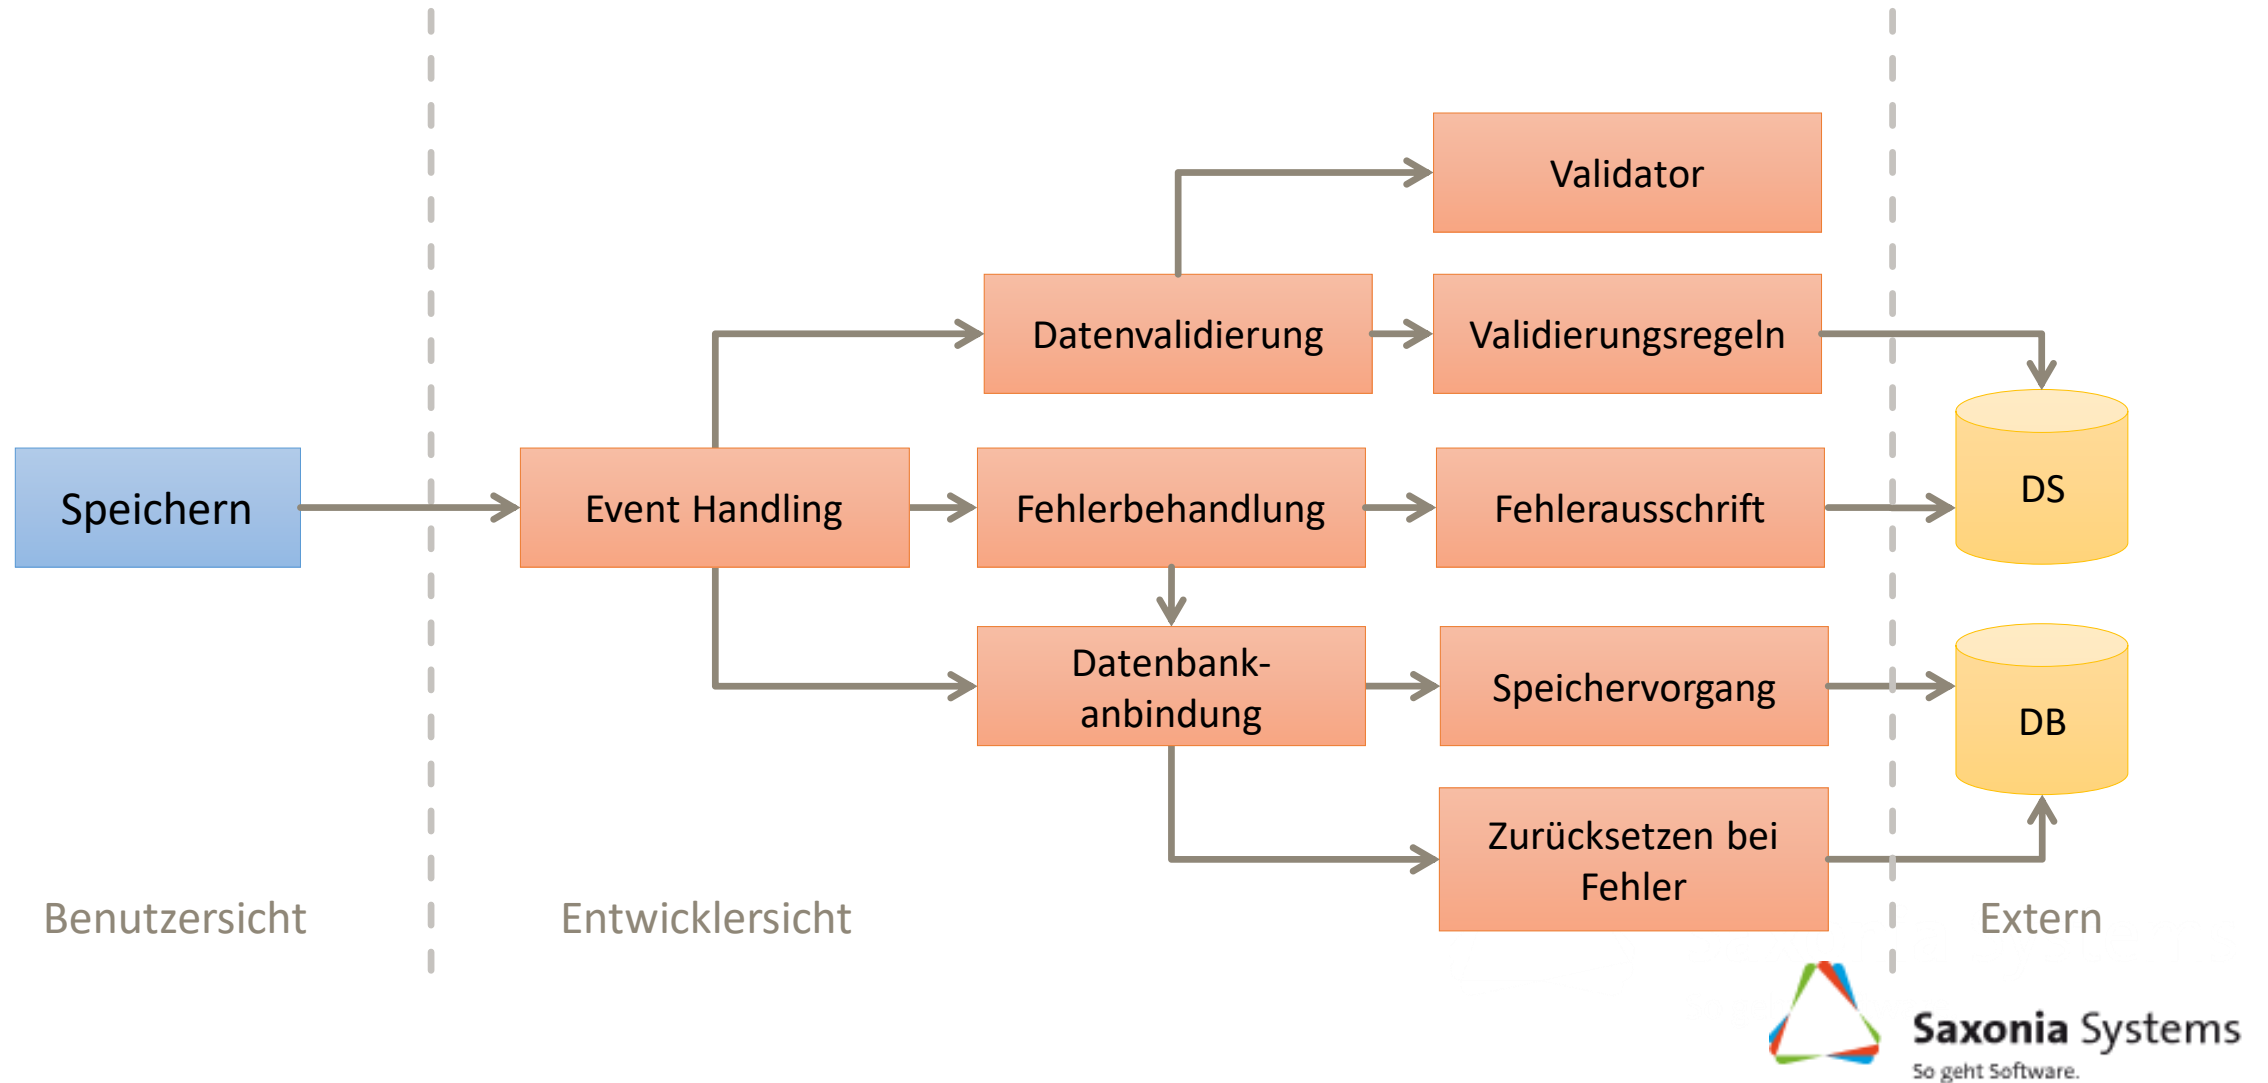 Validator
Datenvalidierung
Validierungsregeln
Speichern
Event Handling
Fehlerbehandlung
Fehlerausschrift
DS
Datenbank-
anbindung
Speichervorgang
DB
Zurücksetzen bei
Fehler
Benutzersicht
Entwicklersicht
Extern
Saxonia Systems
So geht Software.